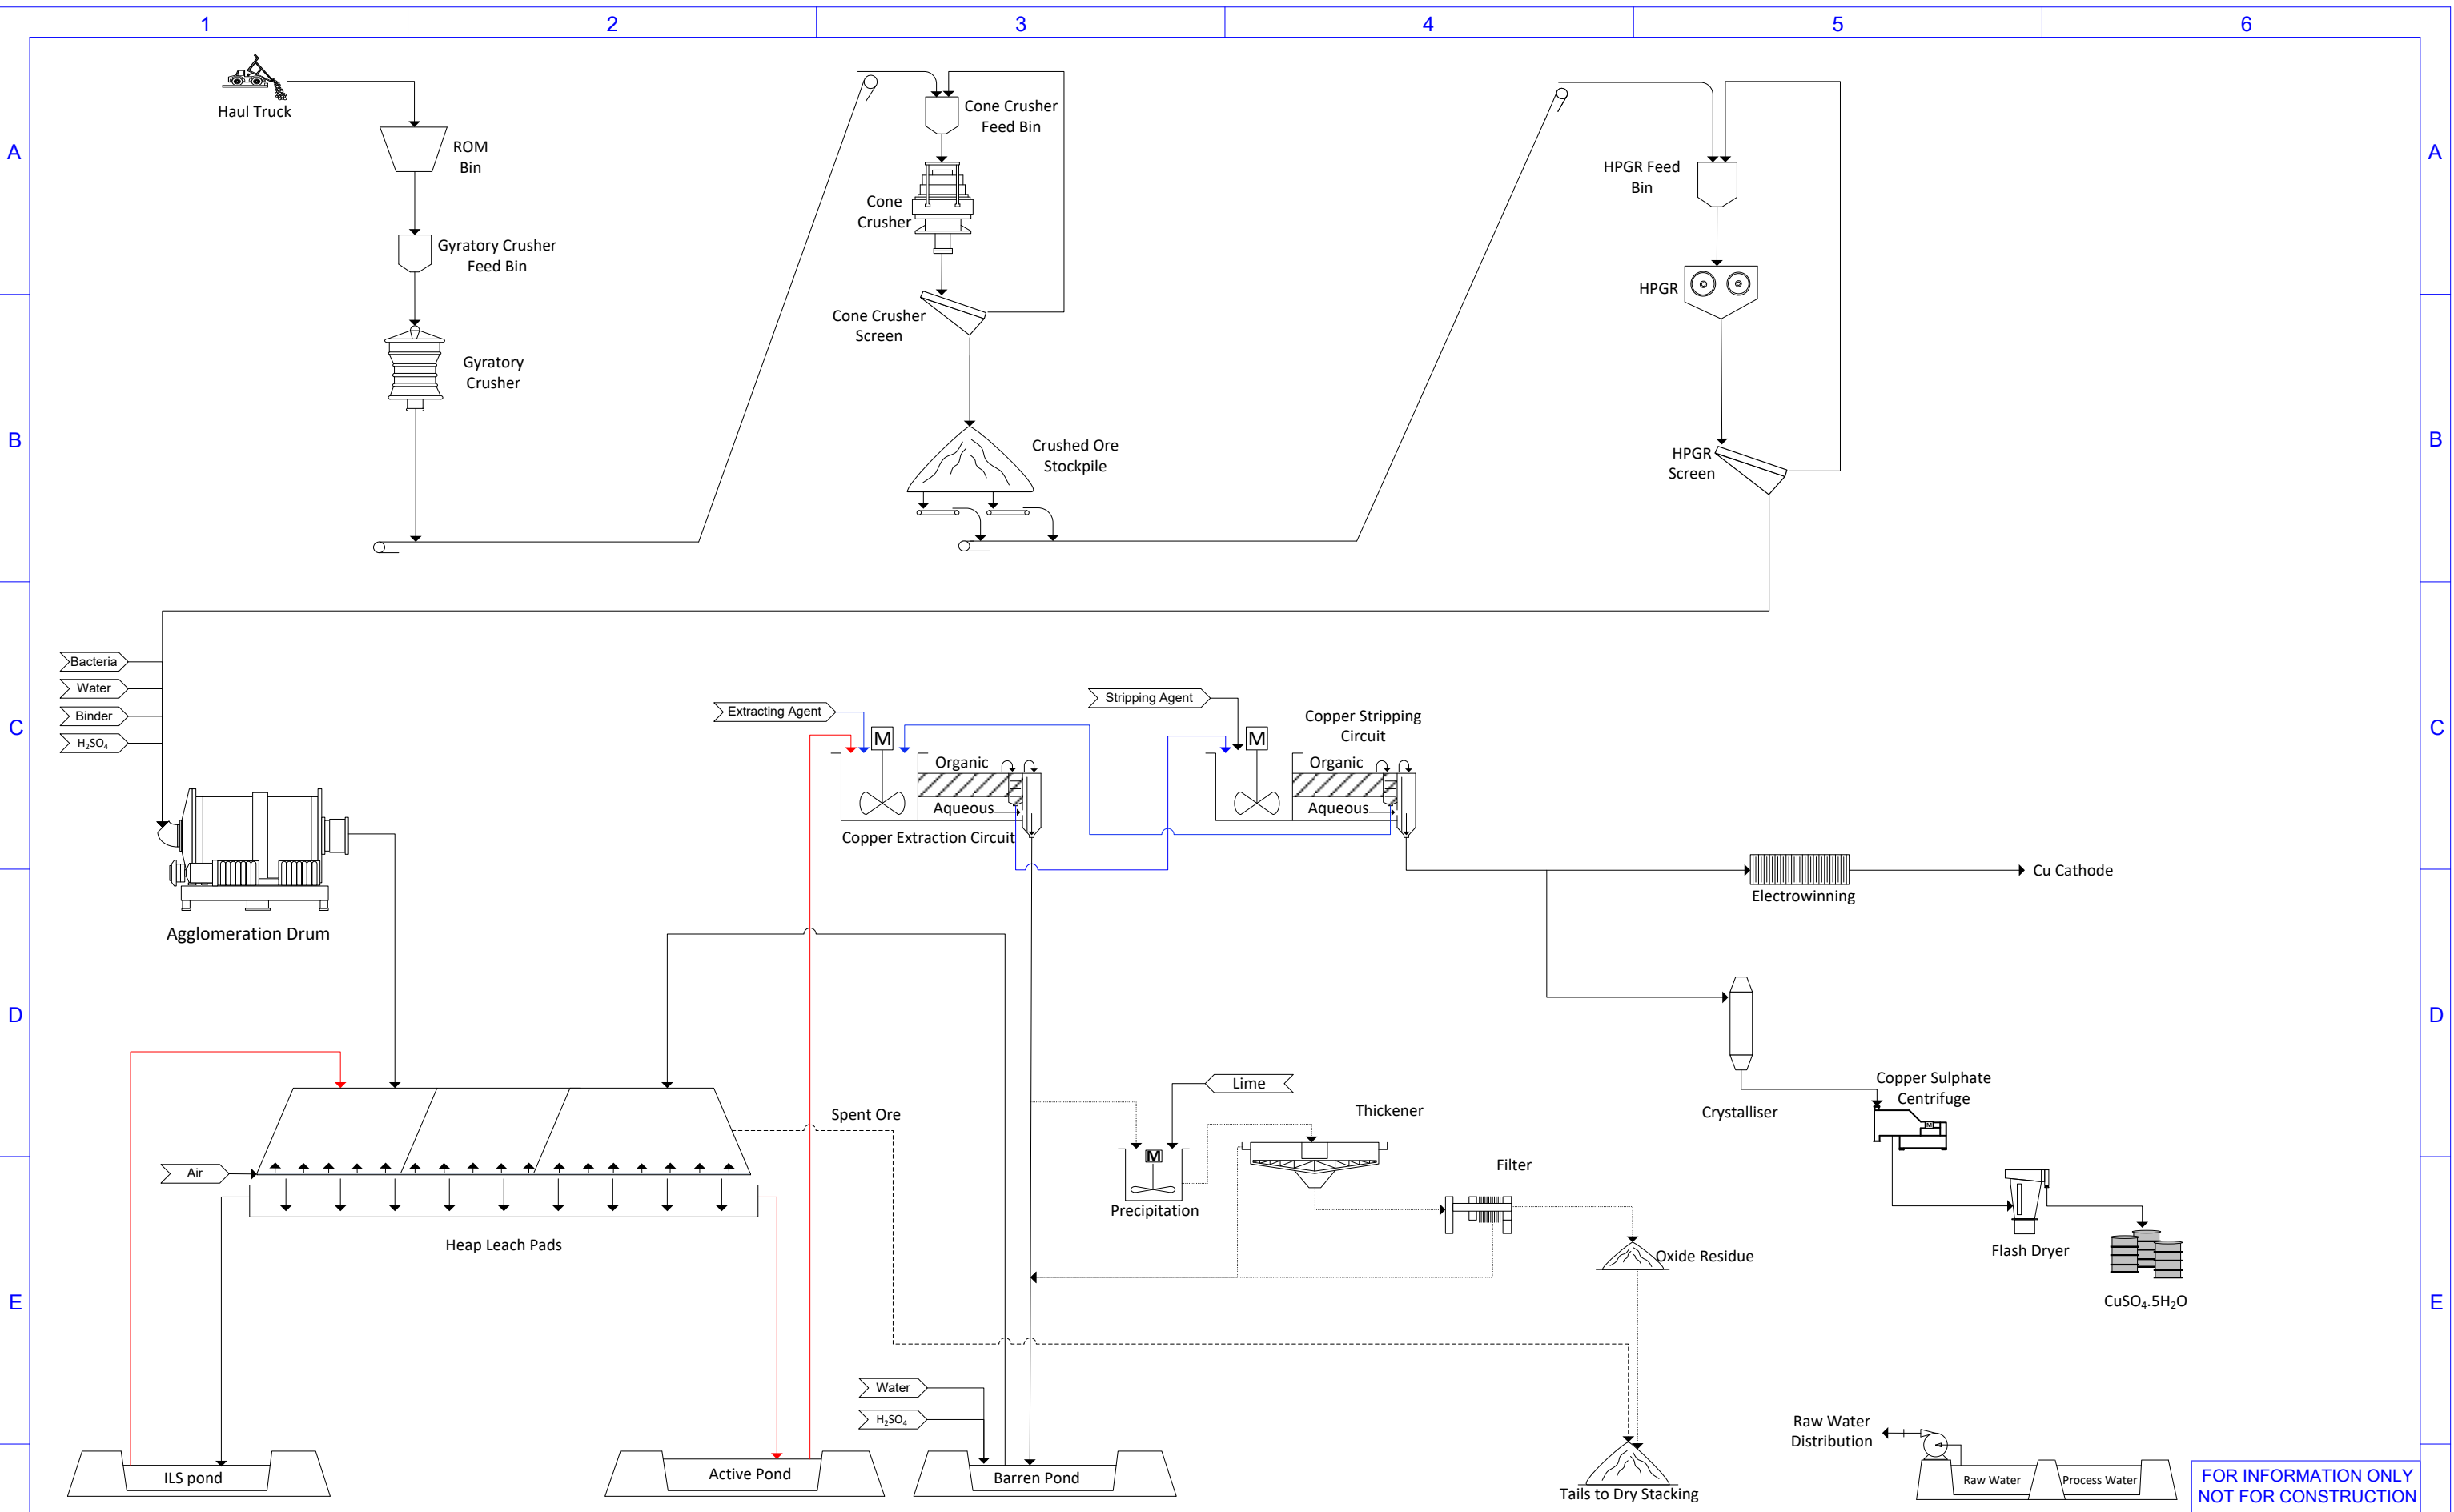 1
2
3
4
5
6
A
A
Haul Truck
ROM
Bin
Gyratory Crusher
Feed Bin
Cone Crusher
Feed Bin
Cone
Crusher
HPGR Feed
Bin
HPGR
Cone Crusher
Screen
Gyratory
Crusher
B
B
Crushed Ore
Stockpile
HPGR
Screen
Bacteria
Water
Binder
H₂SO₄
C
C
Extracting Agent
Stripping Agent
Copper Stripping
Circuit
M
M
Organic
Organic
Aqueous
Aqueous
Copper Extraction Circuit
Agglomeration Drum
Electrowinning
Cu Cathode
D
D
Lime
Thickener
Spent Ore
Crystalliser
Copper Sulphate
Centrifuge
M
M
Air
Filter
Precipitation
Heap Leach Pads
Oxide Residue
Flash Dryer
CuSO₄.5H₂O
E
E
Water
H₂SO₄
Raw Water
Distribution
ILS pond
Active Pond
Barren Pond
Tails to Dry Stacking
Raw Water
Process Water
FOR INFORMATION ONLY
NOT FOR CONSTRUCTION